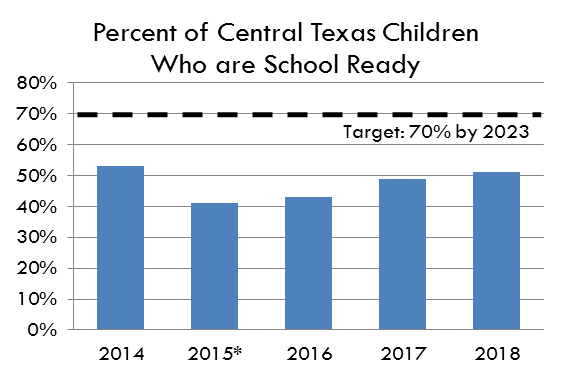 Percent of Central Texas Children
Who are School Ready
80%
70%
Target: 70% by 2023
60%
50%
40%
30%
20%
10%
0%
2014 2015* 2016 2017 2018